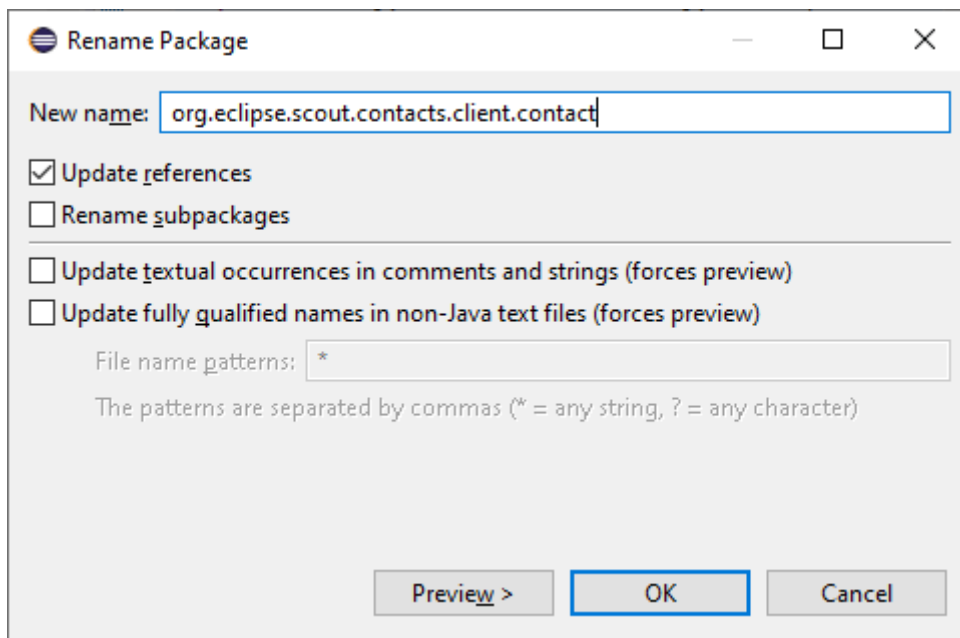 Rename Package
New name: org.eclipse.scout.contacts.client.contact
Update references
Rename subpackages
Update textual occurrences in comments and strings (forces preview)
Update fully qualified names in non-Java text files (forces preview)
File name patterns: *
The patterns are separated by commas (* = any string, ? = any character)
Preview > OK Cancel